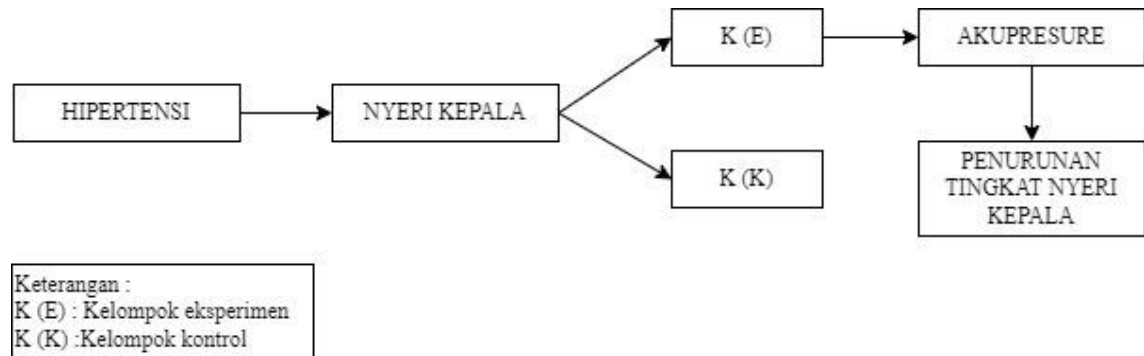 HIPERTENSI
NYERI KEPALA
K (E)
AKUPRESURE
K (K)
PENURUNAN
TINGKAT NYERI
KEPALA
Keterangan :
K (E) : Kelompok eksperimen
K (K) :Kelompok kontrol